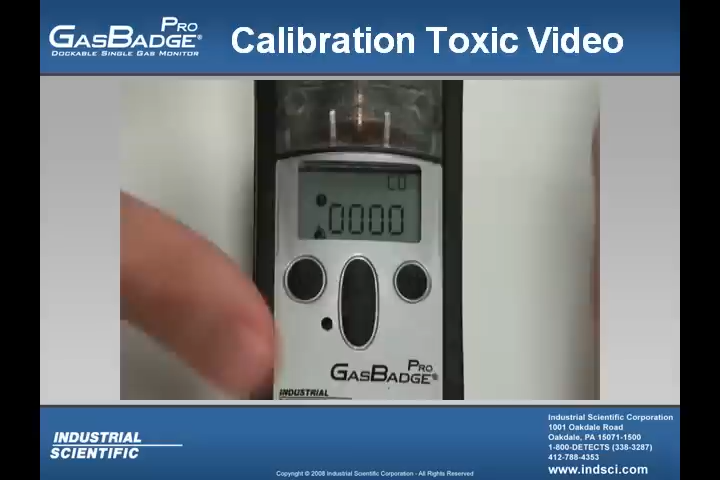 GASBADGE PRO®
DOCKABLE SINGLE GAS MONITOR
Calibration Toxic Video
CO
0000
GASBADGE PRO®
INDUSTRIAL
INDUSTRIAL
SCIENTIFIC
Industrial Scientific Corporation
1001 Oakdale Road
Oakdale, PA 15071-1500
1-800-DETECTS (338-3287)
412-788-4353
www.indsci.com
Copyright © 2008 Industrial Scientific Corporation - All Rights Reserved